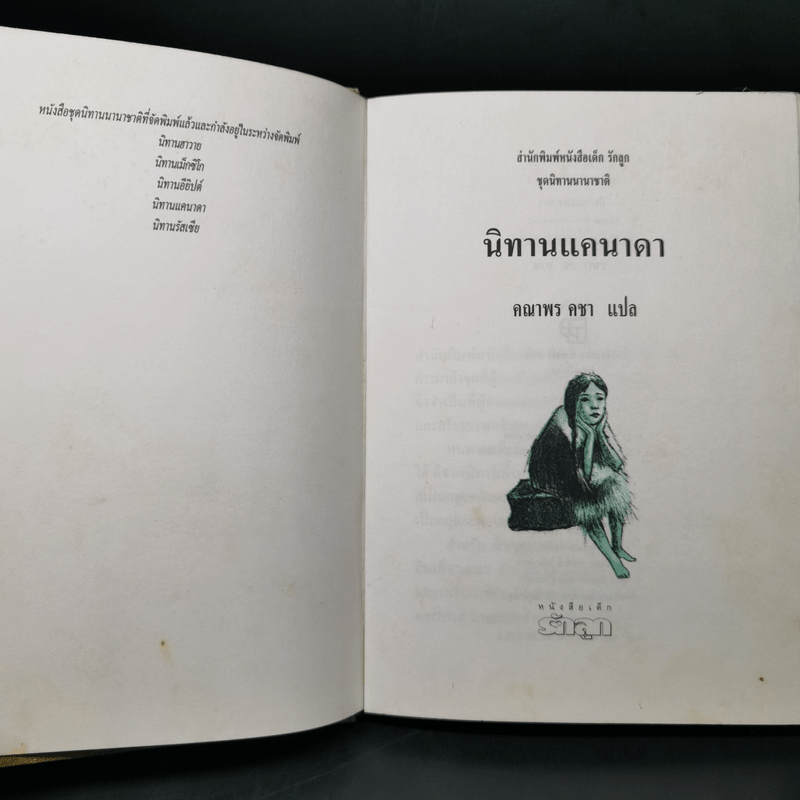 หนังสือชุดนิทานนานาชาติที่จัดพิมพ์แล้วและกำลังอยู่ในระหว่างจัดพิมพ์
นิทานฮาวาย
นิทานเม็กซิโก
นิทานอียิปต์
นิทานแคนาดา
นิทานรัสเซีย
สำนักพิมพ์หนังสือเด็ก รักลูก
ชุดนิทานนานาชาติ
นิทานแคนาดา
คณาพร คชา แปล
หนังสือเด็ก
รักลูก